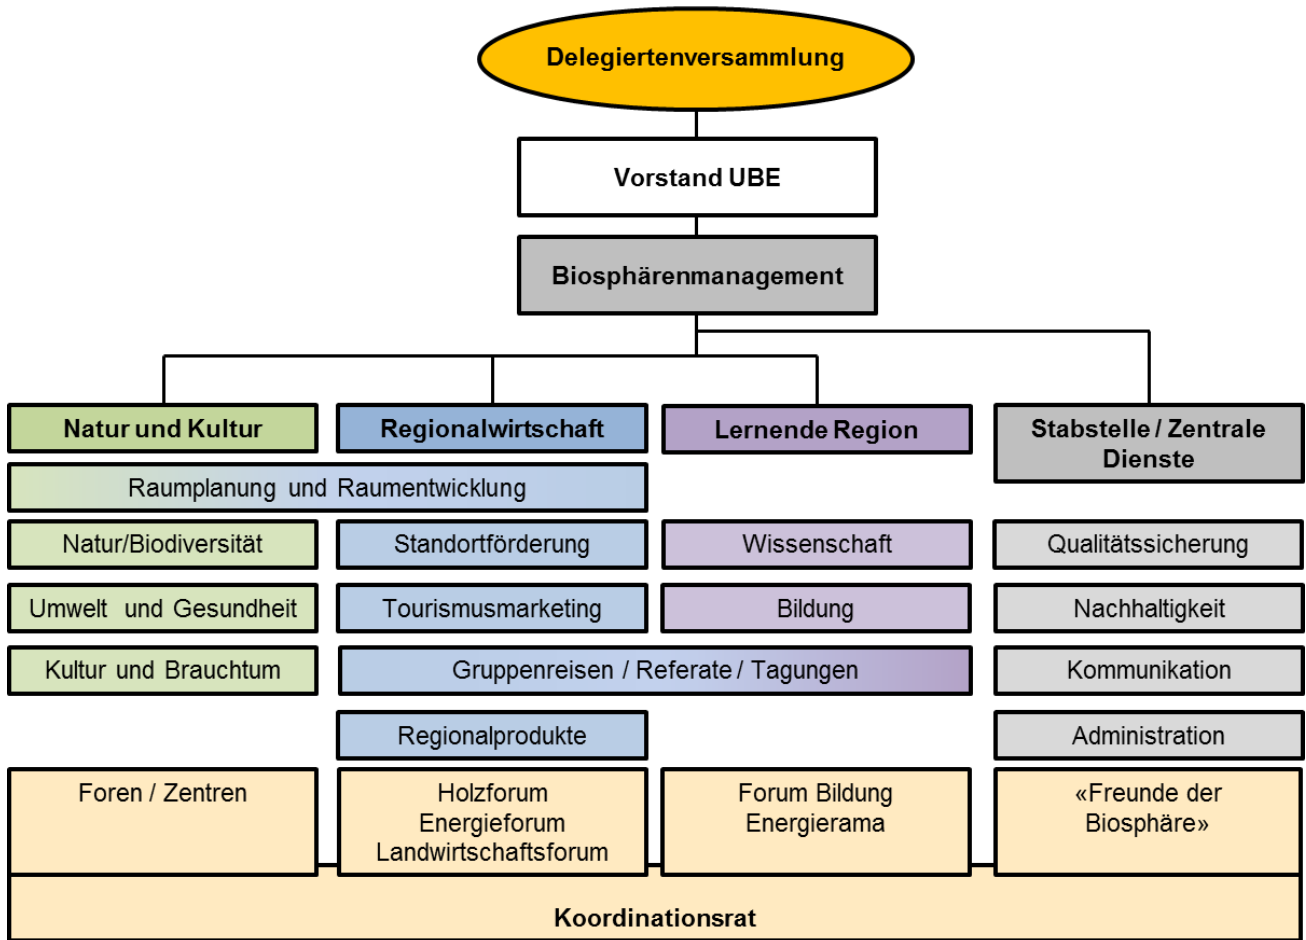 Delegiertenversammlung
Vorstand UBE
Biosphärenmanagement
Natur und Kultur
Regionalwirtschaft
Lernende Region
Stabstelle / Zentrale
Dienste
Raumplanung und Raumentwicklung
Natur/Biodiversität
Standortförderung
Wissenschaft
Qualitätssicherung
Umwelt und Gesundheit
Tourismusmarketing
Bildung
Nachhaltigkeit
Kultur und Brauchtum
Gruppenreisen / Referate / Tagungen
Kommunikation
Regionalprodukte
Administration
Foren / Zentren
Holzforum
Energieforum
Landwirtschaftsforum
Forum Bildung
Energierama
«Freunde der
Biosphäre»
Koordinationsrat